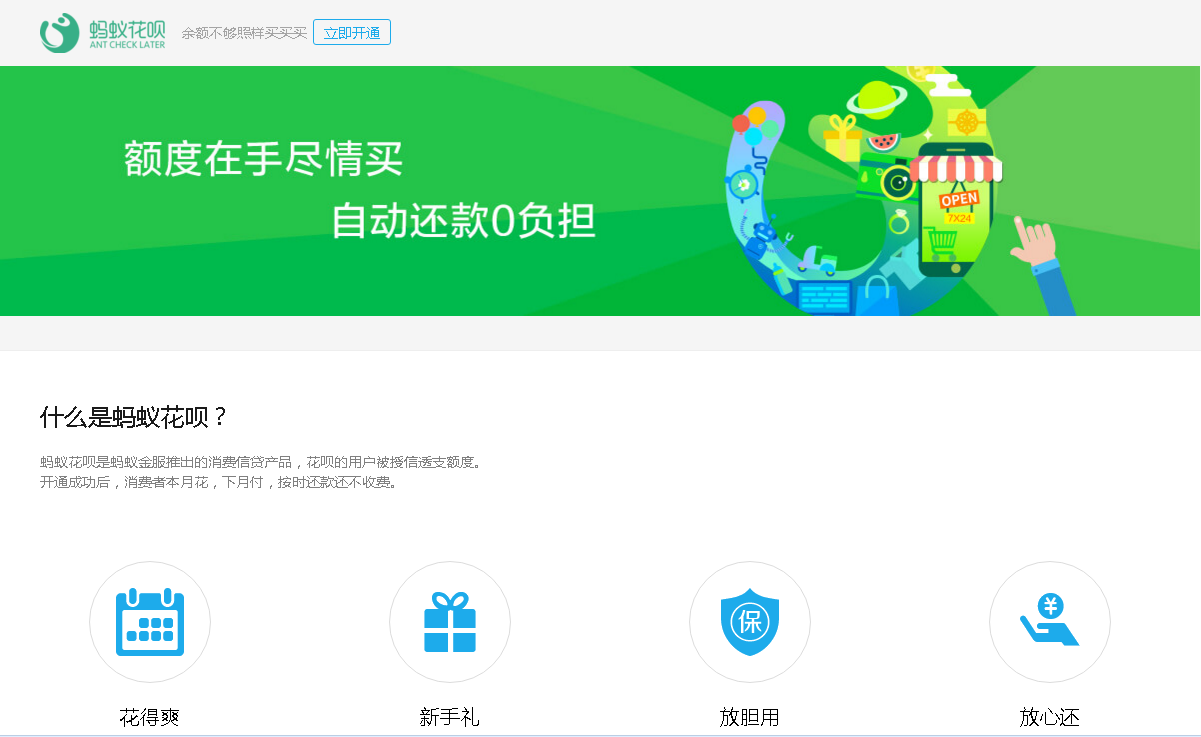 蚂蚁花呗
ANT CHECK LATER
余额不够照样买买买
立即开通
额度在手尽情买
自动还款0负担
OPEN
7X24
什么是蚂蚁花呗？
蚂蚁花呗是蚂蚁金服推出的消费信贷产品，花呗的用户被授信透支额度。
开通成功后，消费者本月花，下月付，按时还款还不收费。
保
¥
花得爽
新手礼
放胆用
放心还